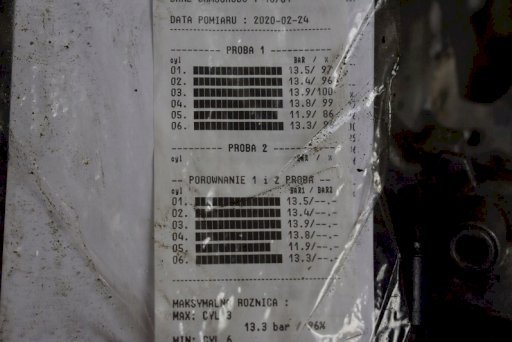 DATA POMIARU : 2020-02-24
PROBA 1
cyl BAR / %
01. 13.5/ 97
02. 13.4/ 96
03. 13.9/100
04. 13.8/ 99
05. 11.9/ 86
06. 13.3/
PROBA 2
cyl BAR / %
POROWNANIE 1 i 2 PROBA
cyl BAR1 / BAR2
01. 13.5/--.-
02. 13.4/--.-
03. 13.9/--.-
04. 13.8/--.-
05. 11.9/--.-
06. 13.3/--.-
MAKSYMALNA ROZNICA :
MAX: CYL 3
13.3 bar / 96%
MIN: CYL 6